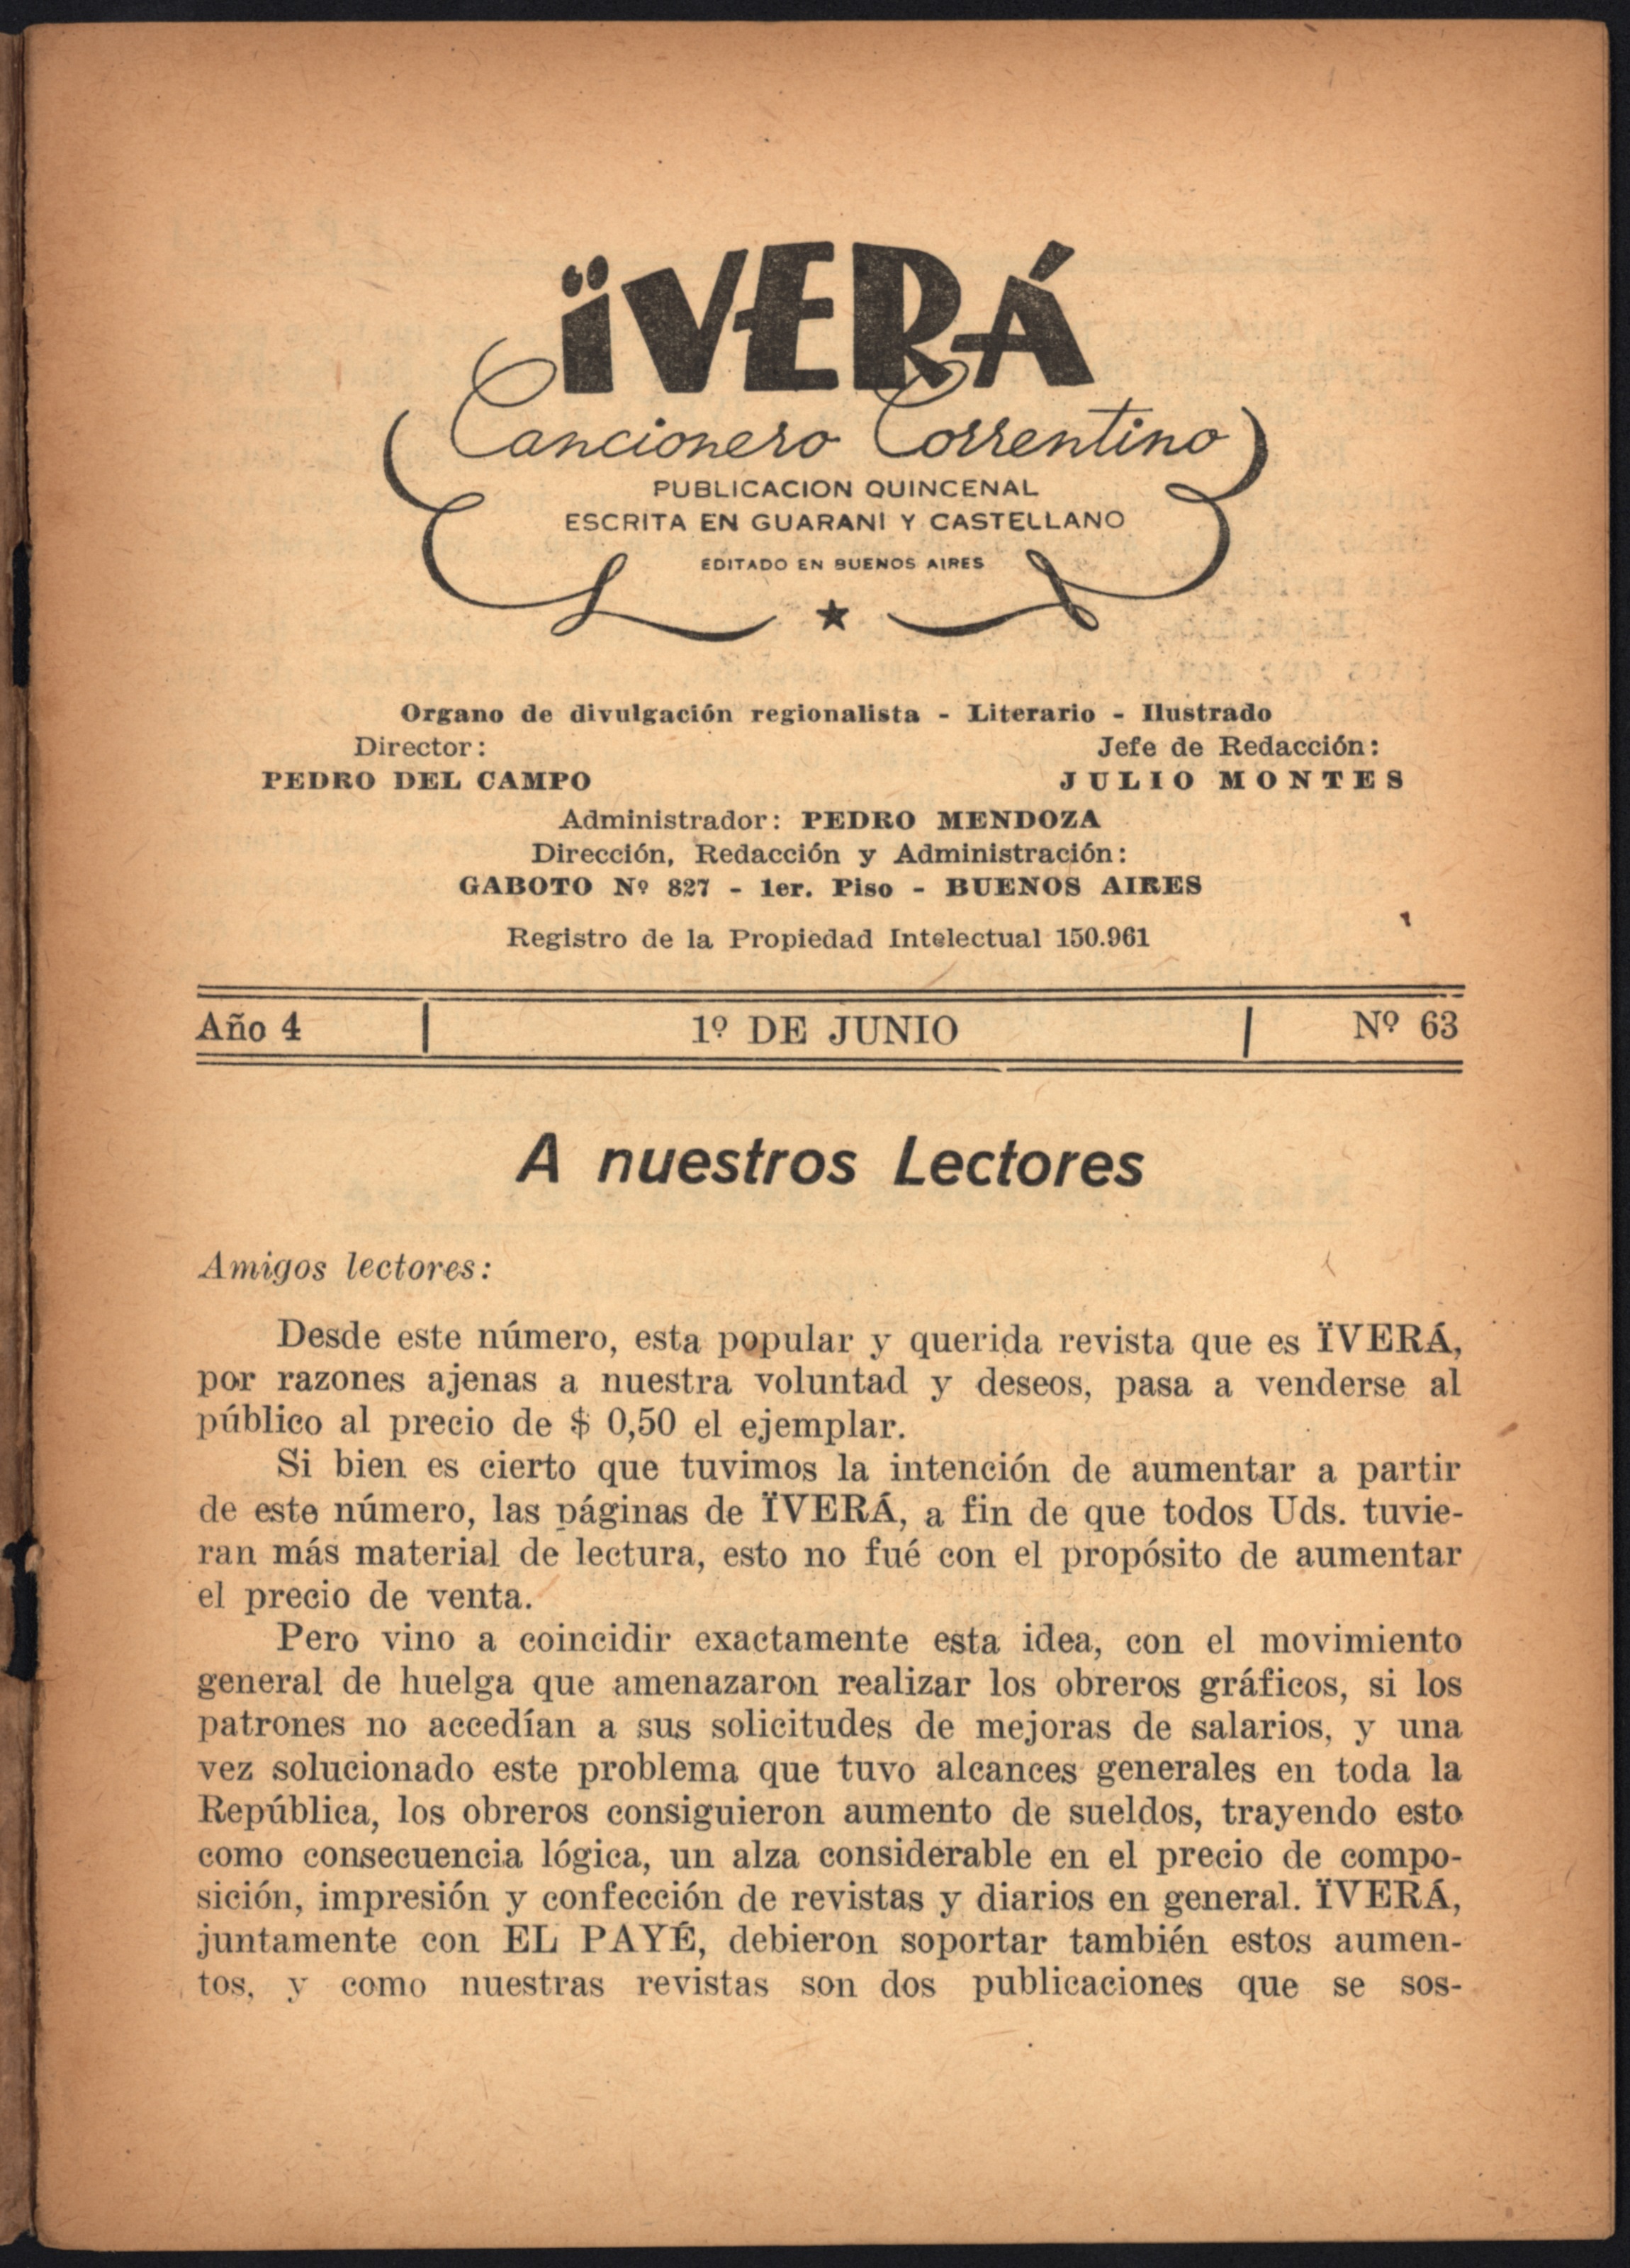 ÏVERÁ
Cancionero Correntino
PUBLICACION QUINCENAL
ESCRITA EN GUARANI Y CASTELLANO
EDITADO EN BUENOS AIRES
Organo de divulgación regionalista - Literario - Ilustrado
Director: Jefe de Redacción:
PEDRO DEL CAMPO JULIO MONTES
Administrador: PEDRO MENDOZA
Dirección, Redacción y Administración:
GABOTO Nº 827 - 1er. Piso - BUENOS AIRES
Registro de la Propiedad Intelectual 150.961
Año 4 1º DE JUNIO Nº 63
A nuestros Lectores
Amigos lectores:
Desde este número, esta popular y querida revista que es ÏVERÁ,
por razones ajenas a nuestra voluntad y deseos, pasa a venderse al
público al precio de $ 0,50 el ejemplar.
Si bien es cierto que tuvimos la intención de aumentar a partir
de este número, las páginas de ÏVERÁ, a fin de que todos Uds. tuvie-
ran más material de lectura, esto no fué con el propósito de aumentar
el precio de venta.
Pero vino a coincidir exactamente esta idea, con el movimiento
general de huelga que amenazaron realizar los obreros gráficos, si los
patrones no accedían a sus solicitudes de mejoras de salarios, y una
vez solucionado este problema que tuvo alcances generales en toda la
República, los obreros consiguieron aumento de sueldos, trayendo esto
como consecuencia lógica, un alza considerable en el precio de compo-
sición, impresión y confección de revistas y diarios en general. ÏVERÁ,
juntamente con EL PAYÉ, debieron soportar también estos aumen-
tos, y como nuestras revistas son dos publicaciones que se sos-